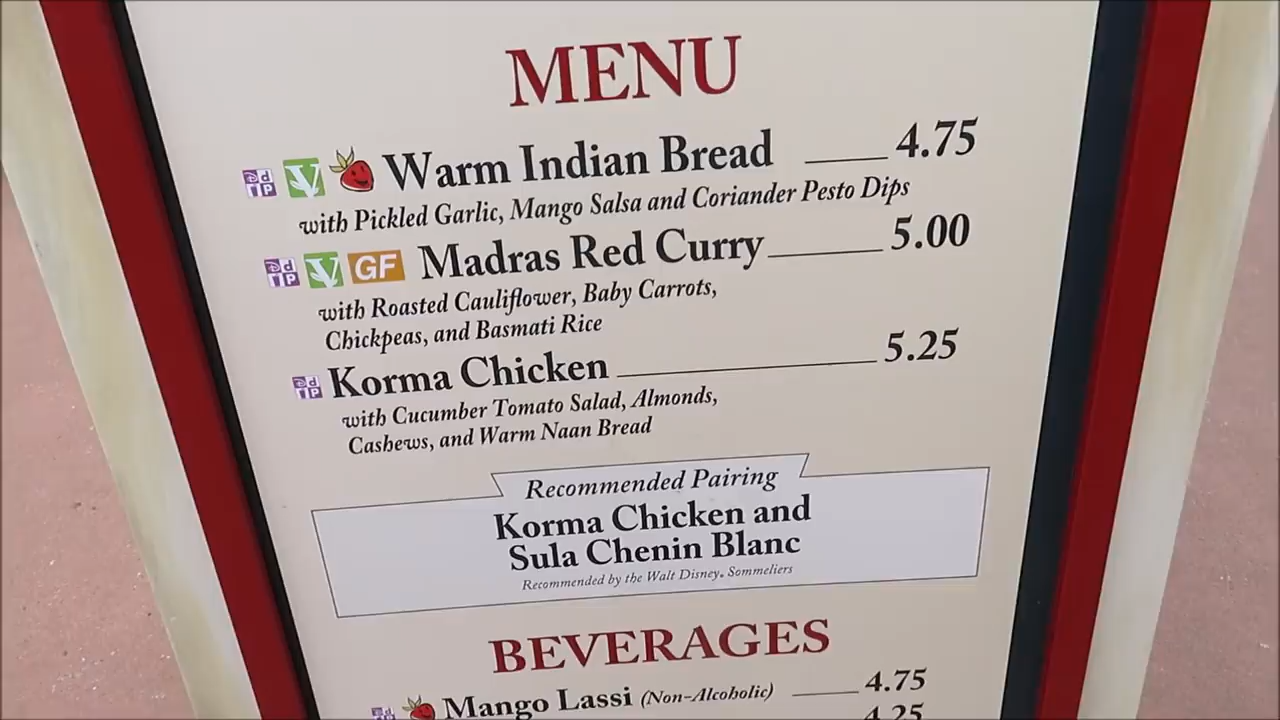 MENU
Warm Indian Bread 4.75
with Pickled Garlic, Mango Salsa and Coriander Pesto Dips
GF Madras Red Curry 5.00
with Roasted Cauliflower, Baby Carrots,
Chickpeas, and Basmati Rice
Korma Chicken 5.25
with Cucumber Tomato Salad, Almonds,
Cashews, and Warm Naan Bread
Recommended Pairing
Korma Chicken and
Sula Chenin Blanc
Recommended by the Walt Disney® Sommeliers
BEVERAGES
Mango Lassi (Non-Alcoholic) 4.75
4.25